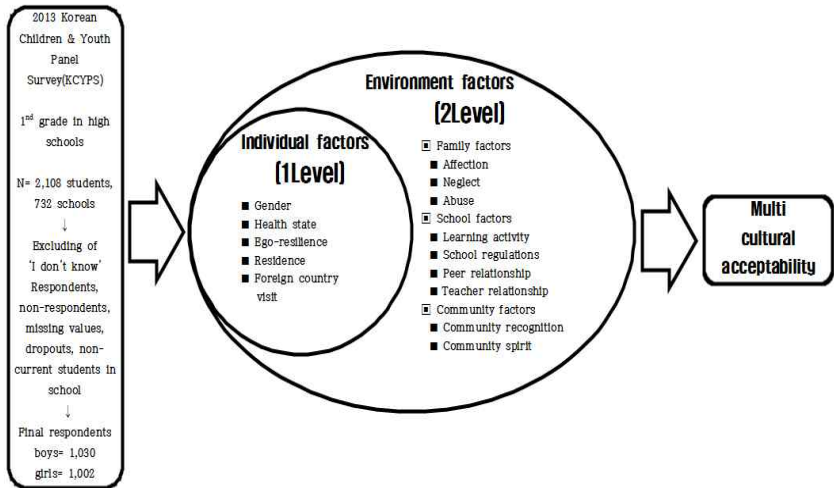 2013 Korean
Children & Youth
Panel
Survey(KCYPS)
1nd grade in high
schools
N= 2,108 students,
732 schools
↓
Excluding of
'I don't know'
Respondents,
non-respondents,
missing values,
dropouts, non-
current students in
school
↓
Final respondents
boys= 1,030
girls= 1,002
Individual factors
(1Level)
■ Gender
■ Health state
■ Ego-resilience
■ Residence
■ Foreign country
visit
Environment factors
(2Level)
▣ Family factors
■ Affection
■ Neglect
■ Abuse
▣ School factors
■ Learning activity
■ School regulations
■ Peer relationship
■ Teacher relationship
▣ Community factors
■ Community recognition
■ Community spirit
Multi
cultural
acceptability